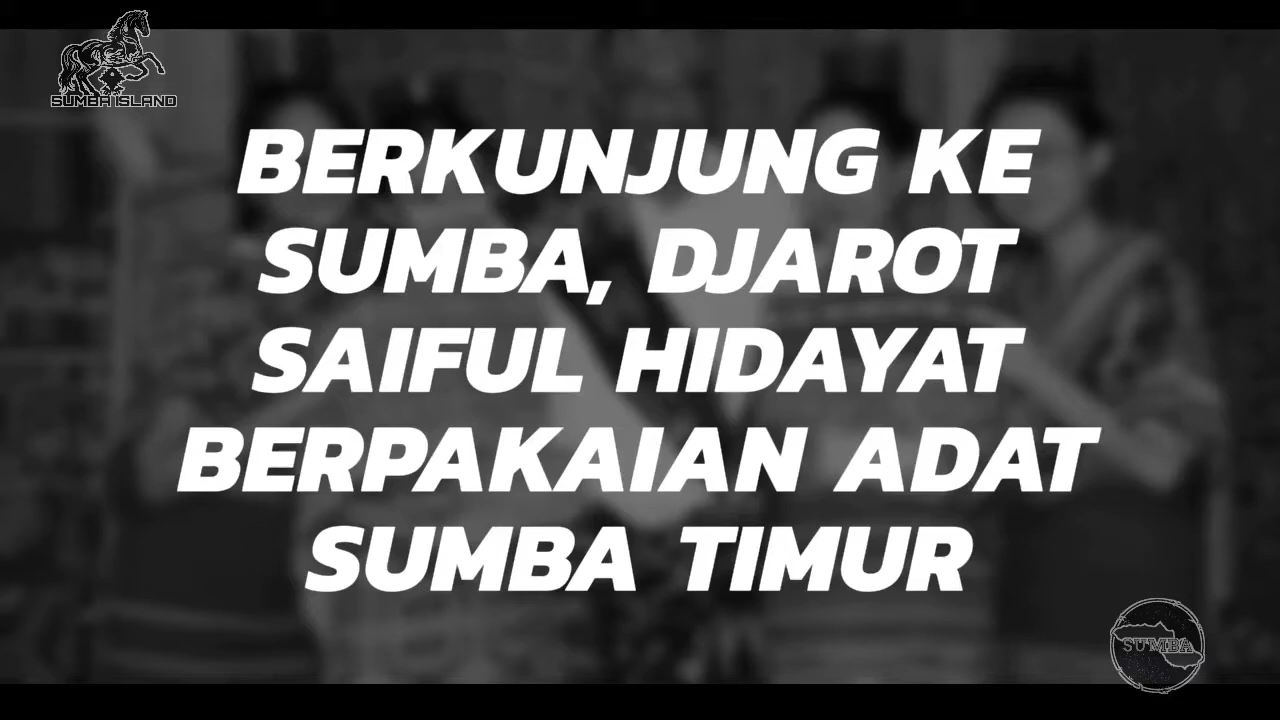 SUMBA ISLAND
BERKUNJUNG KE
SUMBA, DJAROT
SAIFUL HIDAYAT
BERPAKAIAN ADAT
SUMBA TIMUR
SUMBA